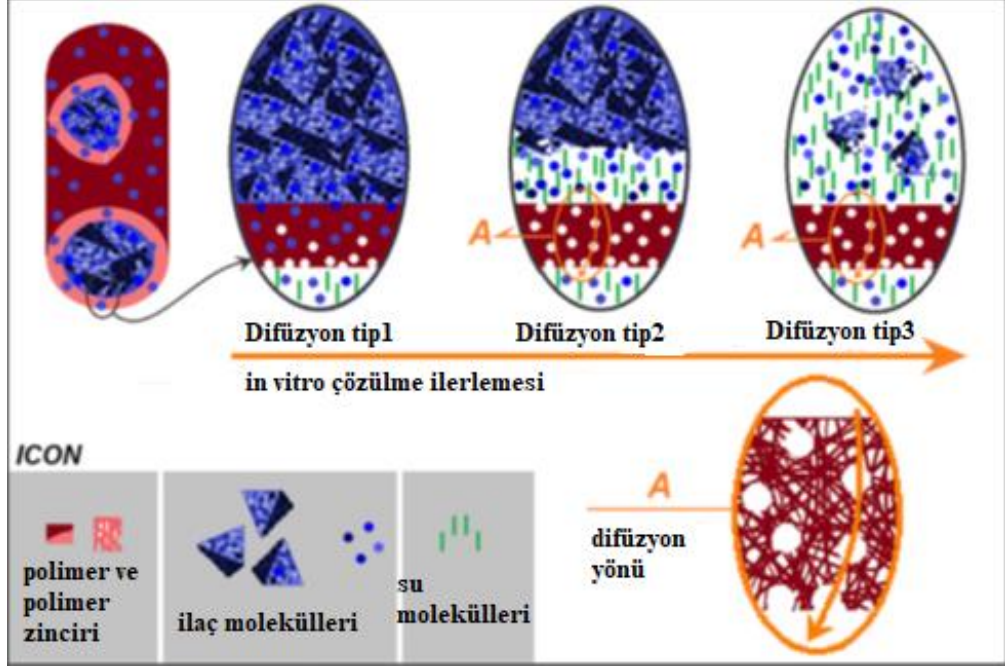 A
A
Difüzyon tip1
Difüzyon tip2
Difüzyon tip3
in vitro çözülme ilerlemesi
ICON
polimer ve
polimer
zinciri
ilaç molekülleri
su
molekülleri
A
difüzyon
yönü